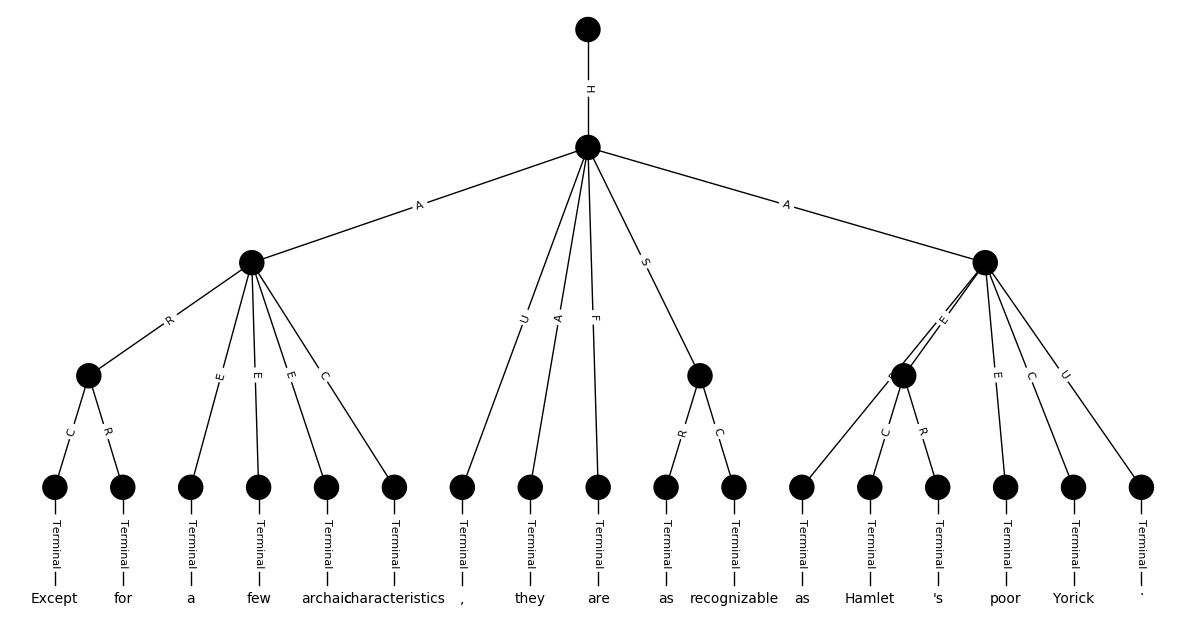 H
A A
S
R U A F E
E E E C R E C U
C R R C C R
Terminal Terminal Terminal Terminal Terminal Terminal Terminal Terminal Terminal Terminal Terminal Terminal Terminal Terminal Terminal Terminal Terminal
Except for a few archaic characteristics , they are as recognizable as Hamlet 's poor Yorick .